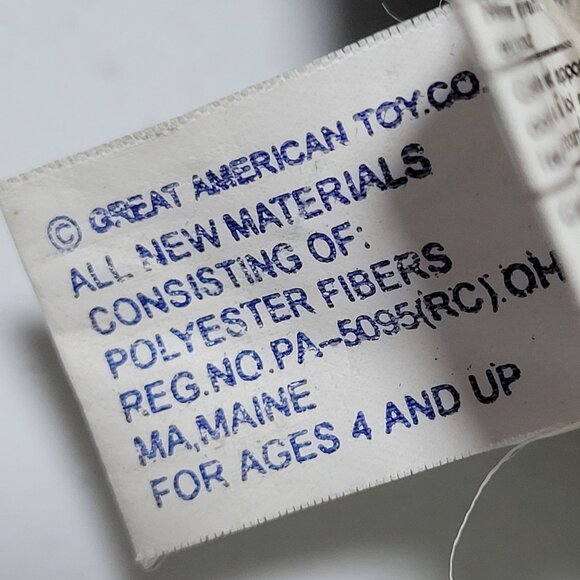 © GREAT AMERICAN TOY.CO.
ALL NEW MATERIALS
CONSISTING OF:
POLYESTER FIBERS
REG.NO.PA-5095(RC).OH
MA,MAINE
FOR AGES 4 AND UP